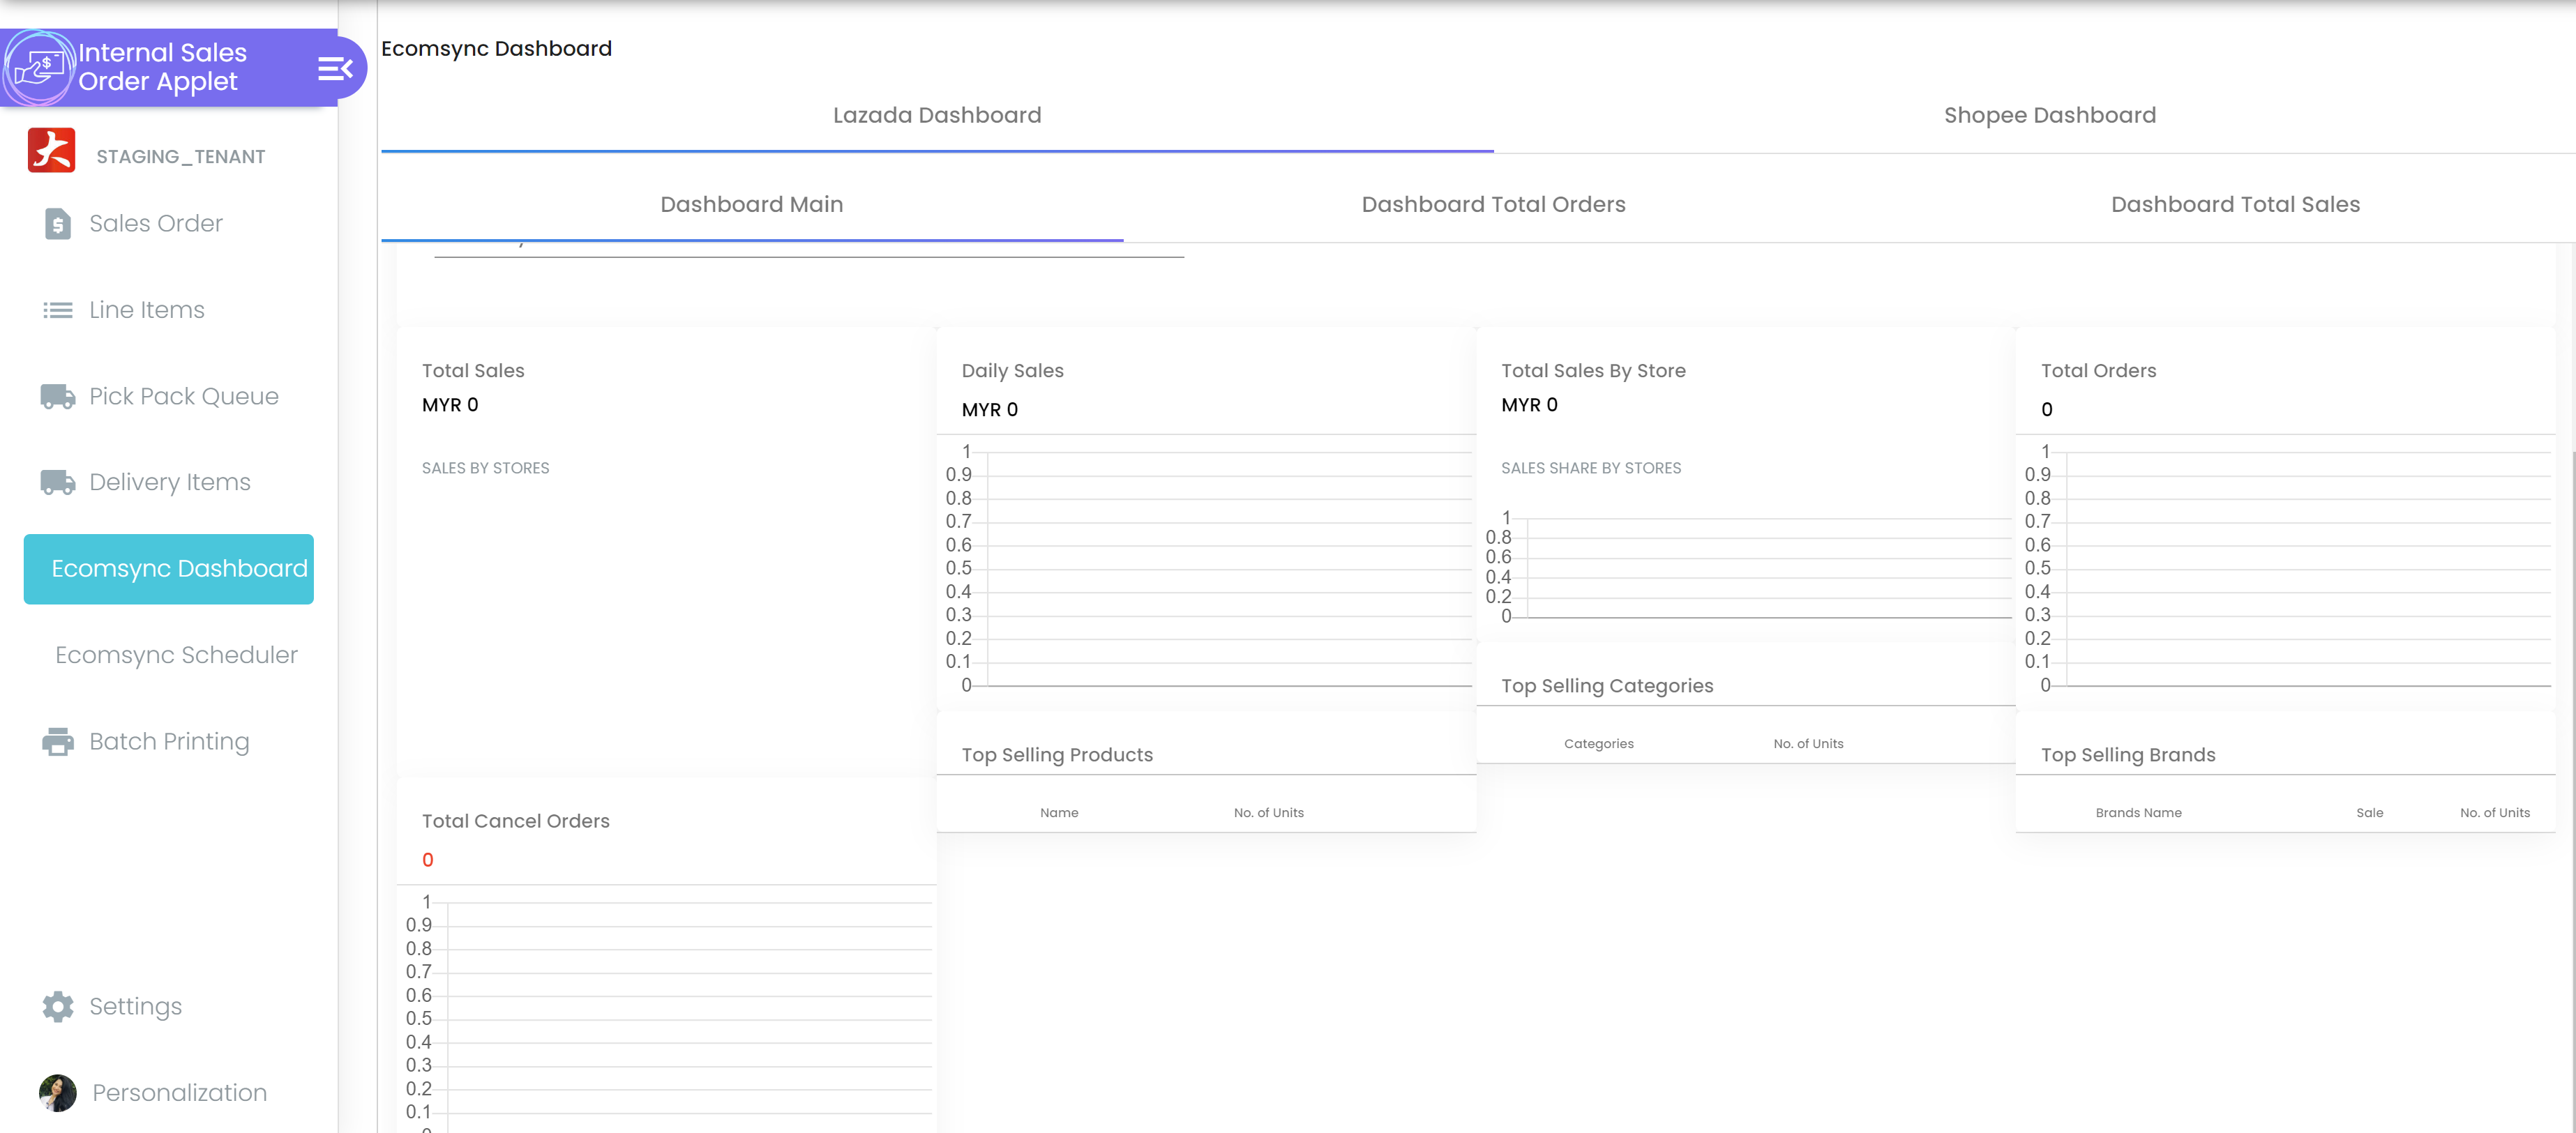 Internal Sales
Order Applet
STAGING_TENANT
Sales Order
Line Items
Pick Pack Queue
Delivery Items
Ecomsync Dashboard
Ecomsync Scheduler
Batch Printing
Settings
Personalization
Ecomsync Dashboard
Lazada Dashboard
Shopee Dashboard
Dashboard Main
Dashboard Total Orders
Dashboard Total Sales
Total Sales
MYR 0
SALES BY STORES
Daily Sales
MYR 0
1
0.9
0.8
0.7
0.6
0.5
0.4
0.3
0.2
0.1
0
Total Sales By Store
MYR 0
SALES SHARE BY STORES
1
0.8
0.6
0.4
0.2
0
Total Orders
0
1
0.9
0.8
0.7
0.6
0.5
0.4
0.3
0.2
0.1
0
Total Cancel Orders
0
1
0.9
0.8
0.7
0.6
0.5
0.4
0.3
0.2
0.1
Top Selling Products
Name No. of Units
Top Selling Categories
Categories No. of Units
Top Selling Brands
Brands Name Sale No. of Units